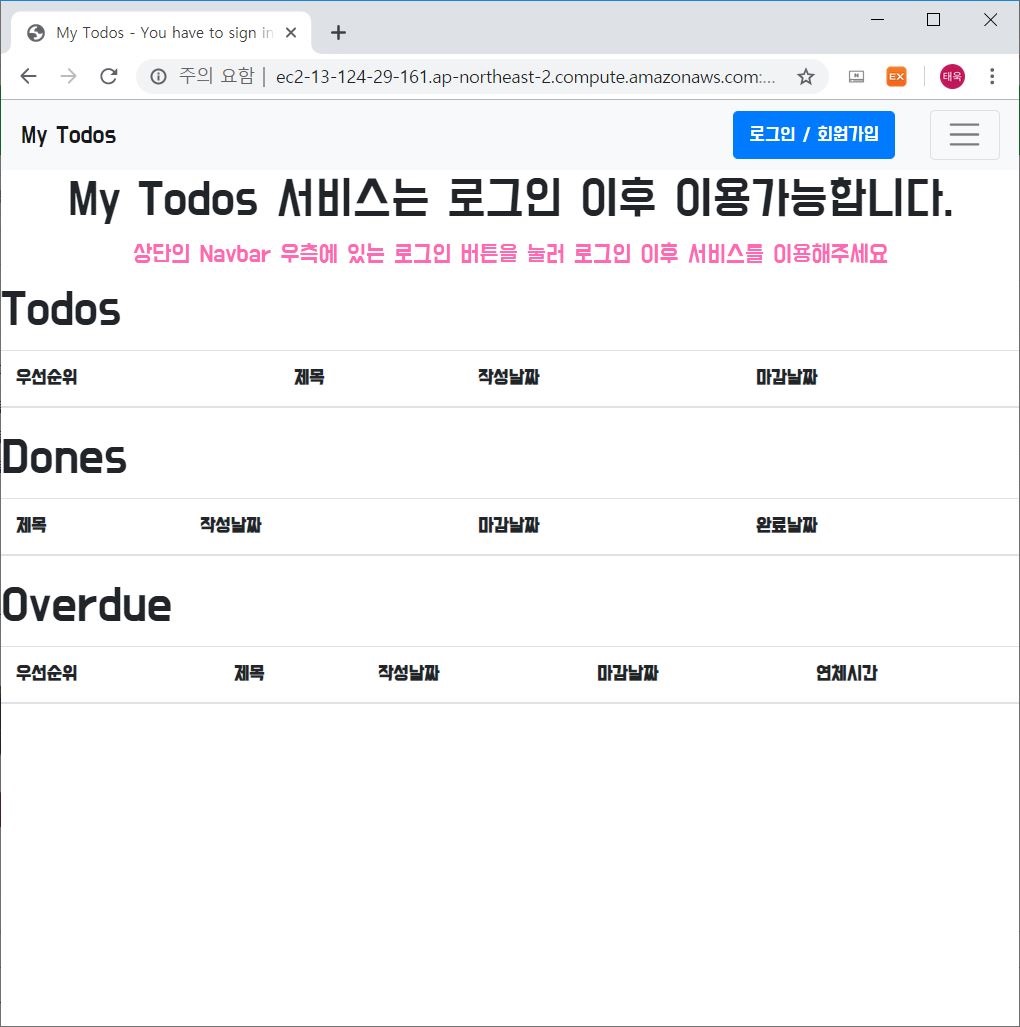 My Todos - You have to sign in
주의 요함 | ec2-13-124-29-161.ap-northeast-2.compute.amazonaws.com:...
EX
태욱
My Todos
로그인 / 회원가입
My Todos 서비스는 로그인 이후 이용가능합니다.
상단의 Navbar 우측에 있는 로그인 버튼을 눌러 로그인 이후 서비스를 이용해주세요
Todos
우선순위 제목 작성날짜 마감날짜
Dones
제목 작성날짜 마감날짜 완료날짜
Overdue
우선순위 제목 작성날짜 마감날짜 연체시간